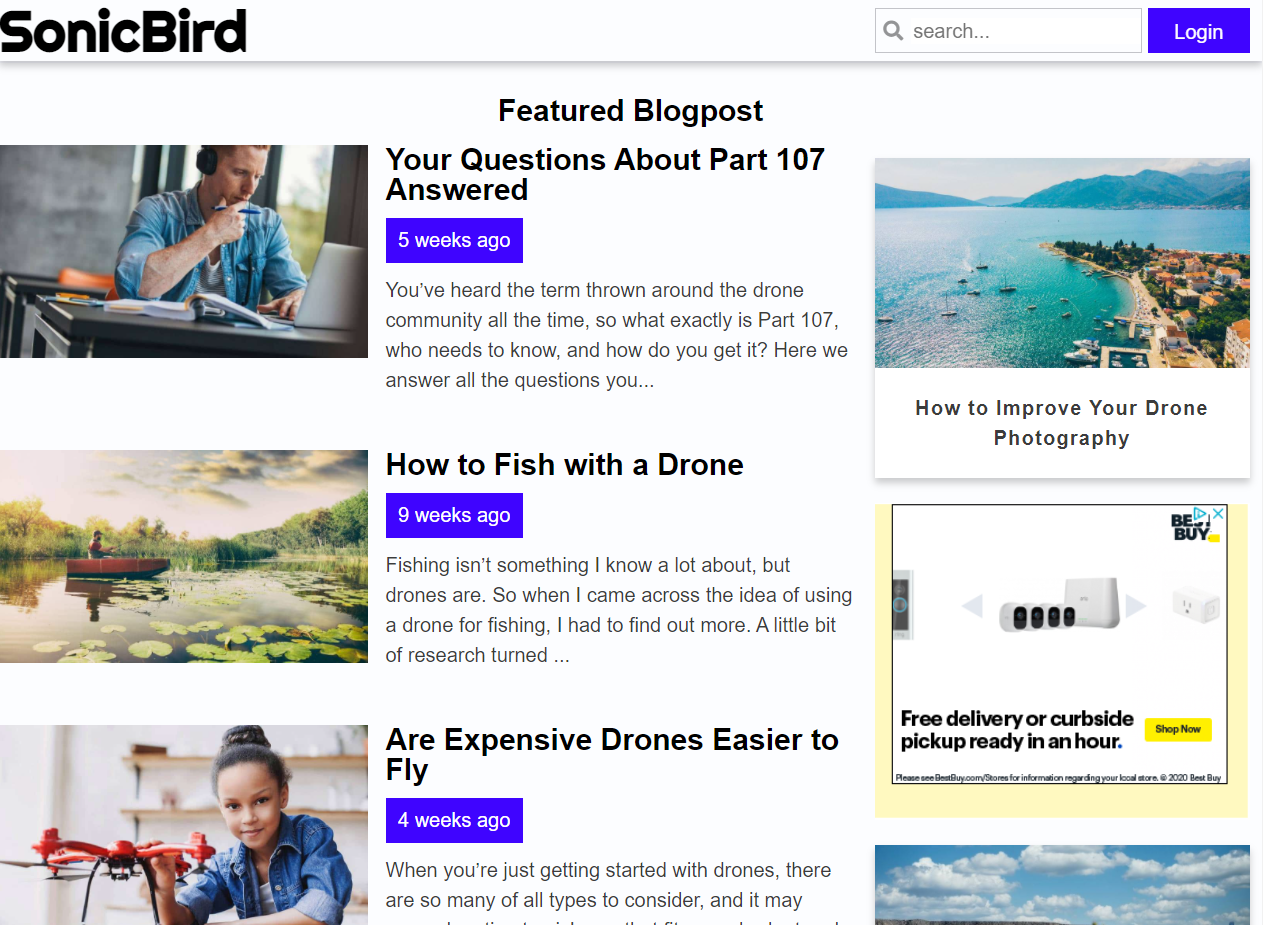 SonicBird
search...
Login
Featured Blogpost
Your Questions About Part 107
Answered
5 weeks ago
You’ve heard the term thrown around the drone
community all the time, so what exactly is Part 107,
who needs to know, and how do you get it? Here we
answer all the questions you...
How to Fish with a Drone
9 weeks ago
Fishing isn’t something I know a lot about, but
drones are. So when I came across the idea of using
a drone for fishing, I had to find out more. A little bit
of research turned ...
Are Expensive Drones Easier to
Fly
4 weeks ago
When you’re just getting started with drones, there
are so many of all types to consider, and it may
How to Improve Your Drone
Photography
BEST
BUY
Free delivery or curbside
pickup ready in an hour.
Shop Now
Please see BestBuy.com/Stores for information regarding your local store. © 2020 Best Buy